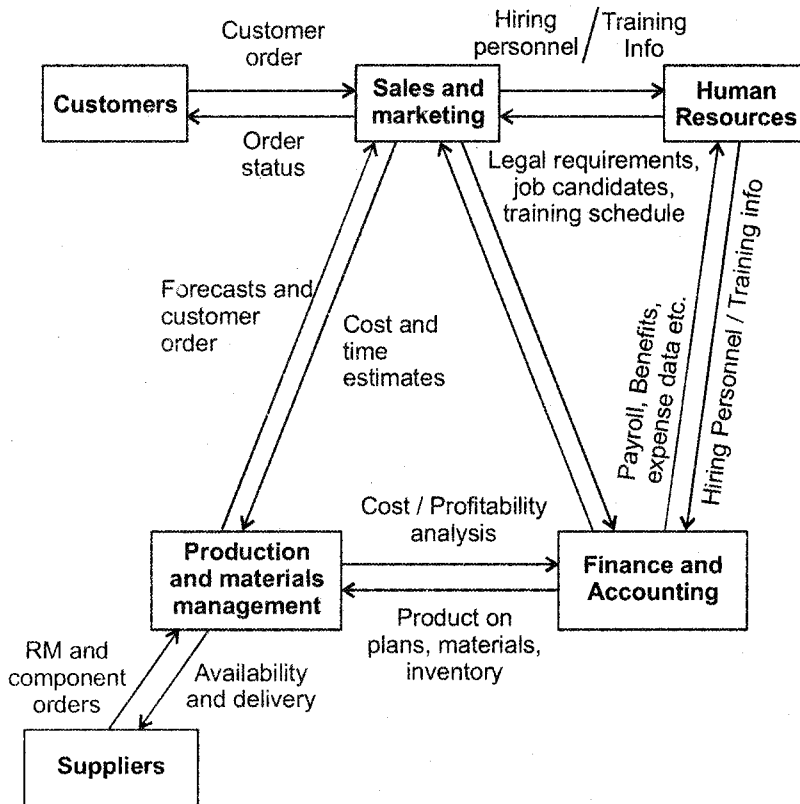 Customer
order
Hiring
personnel / Training
Info
Customers
Sales and
marketing
Human
Resources
Order
status
Legal requirements,
job candidates,
training schedule
Forecasts and
customer
order
Cost and
time
estimates
Payroll, Benefits,
expense data etc.
Hiring Personnel / Training info
Cost / Profitability
analysis
Production
and materials
management
Finance and
Accounting
Product on
plans, materials,
inventory
RM and
component
orders
Availability
and delivery
Suppliers